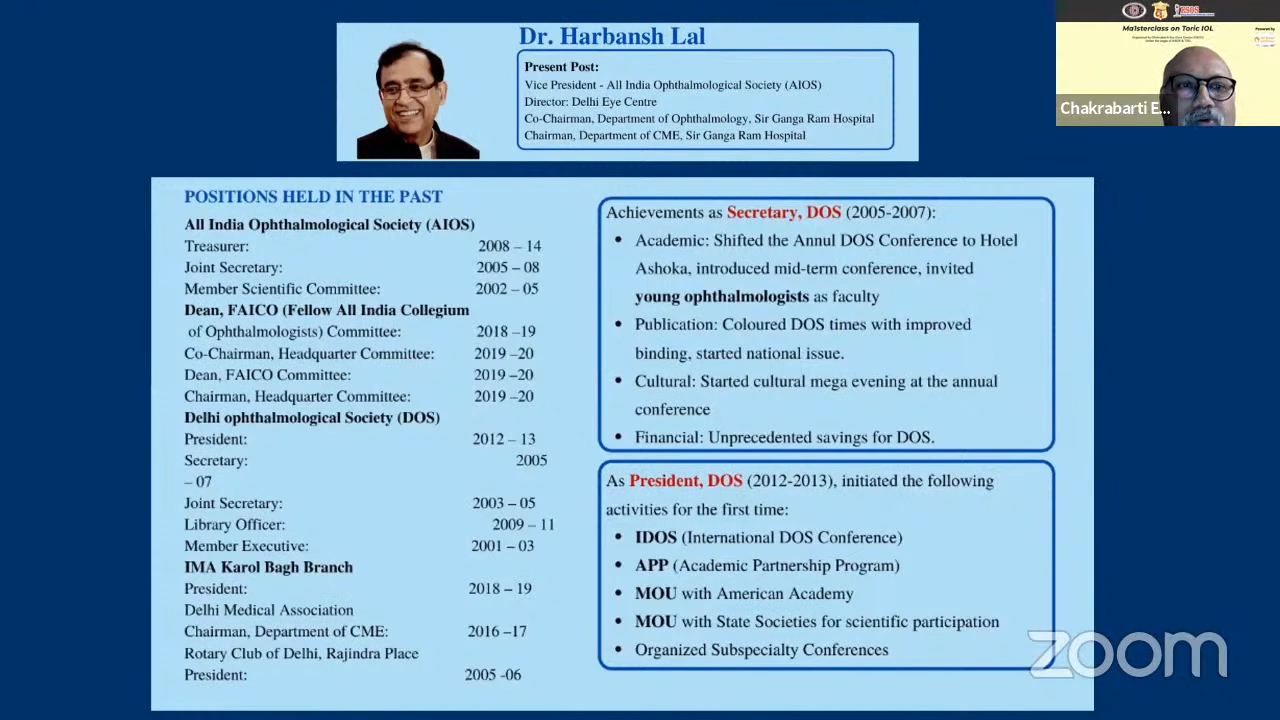 Dr. Harbansh Lal
Present Post:
Vice President - All India Ophthalmological Society (AIOS)
Director: Delhi Eye Centre
Co-Chairman, Department of Ophthalmology, Sir Ganga Ram Hospital
Chairman, Department of CME, Sir Ganga Ram Hospital
Ma1sterclass on Toric IOL
Chakrabarti E...
POSITIONS HELD IN THE PAST
All India Ophthalmological Society (AIOS)
Treasurer: 2008 – 14
Joint Secretary: 2005 – 08
Member Scientific Committee: 2002 – 05
Dean, FAICO (Fellow All India Collegium
of Ophthalmologists) Committee: 2018 –19
Co-Chairman, Headquarter Committee: 2019 –20
Dean, FAICO Committee: 2019 –20
Chairman, Headquarter Committee: 2019 –20
Delhi ophthalmological Society (DOS)
President: 2012 – 13
Secretary: 2005
– 07
Joint Secretary: 2003 – 05
Library Officer: 2009 – 11
Member Executive: 2001 – 03
IMA Karol Bagh Branch
President: 2018 – 19
Delhi Medical Association
Chairman, Department of CME: 2016 –17
Rotary Club of Delhi, Rajindra Place
President: 2005 -06
Achievements as Secretary, DOS (2005-2007):
• Academic: Shifted the Annul DOS Conference to Hotel
Ashoka, introduced mid-term conference, invited
young ophthalmologists as faculty
• Publication: Coloured DOS times with improved
binding, started national issue.
• Cultural: Started cultural mega evening at the annual
conference
• Financial: Unprecedented savings for DOS.
As President, DOS (2012-2013), initiated the following
activities for the first time:
• IDOS (International DOS Conference)
• APP (Academic Partnership Program)
• MOU with American Academy
• MOU with State Societies for scientific participation
• Organized Subspecialty Conferences
zoom